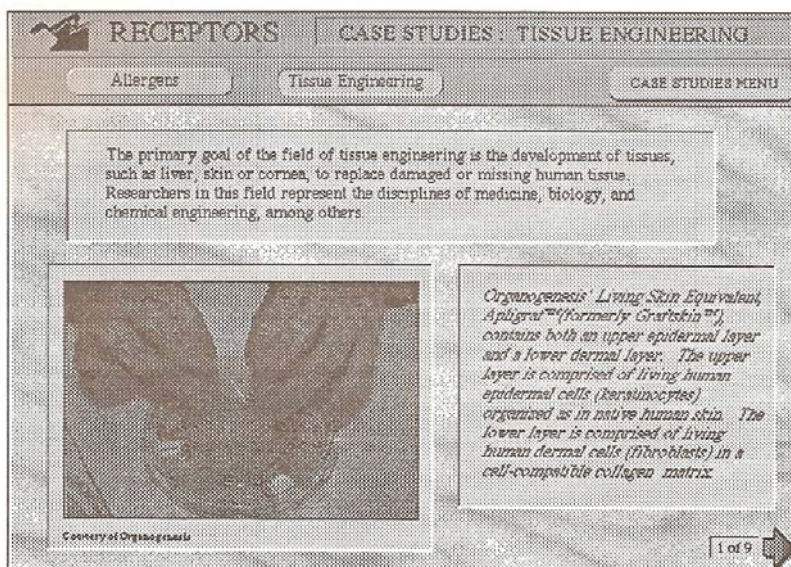 RECEPTORS
CASE STUDIES : TISSUE ENGINEERING
Allergens
Tissue Engineering
CASE STUDIES MENU
The primary goal of the field of tissue engineering is the development of tissues,
such as liver, skin or cornea, to replace damaged or missing human tissue.
Researchers in this field represent the disciplines of medicine, biology, and
chemical engineering, among others.
Organogenesis' Living Skin Equivalent,
Apligraf™(formerly Graftskin™),
contains both an upper epidermal layer
and a lower dermal layer. The upper
layer is comprised of living human
epidermal cells (keratinocytes)
organized as in native human skin. The
lower layer is comprised of living
human dermal cells (fibroblasts) in a
cell-compatible collagen matrix.
Courtesy of Organogenesis
1 of 9